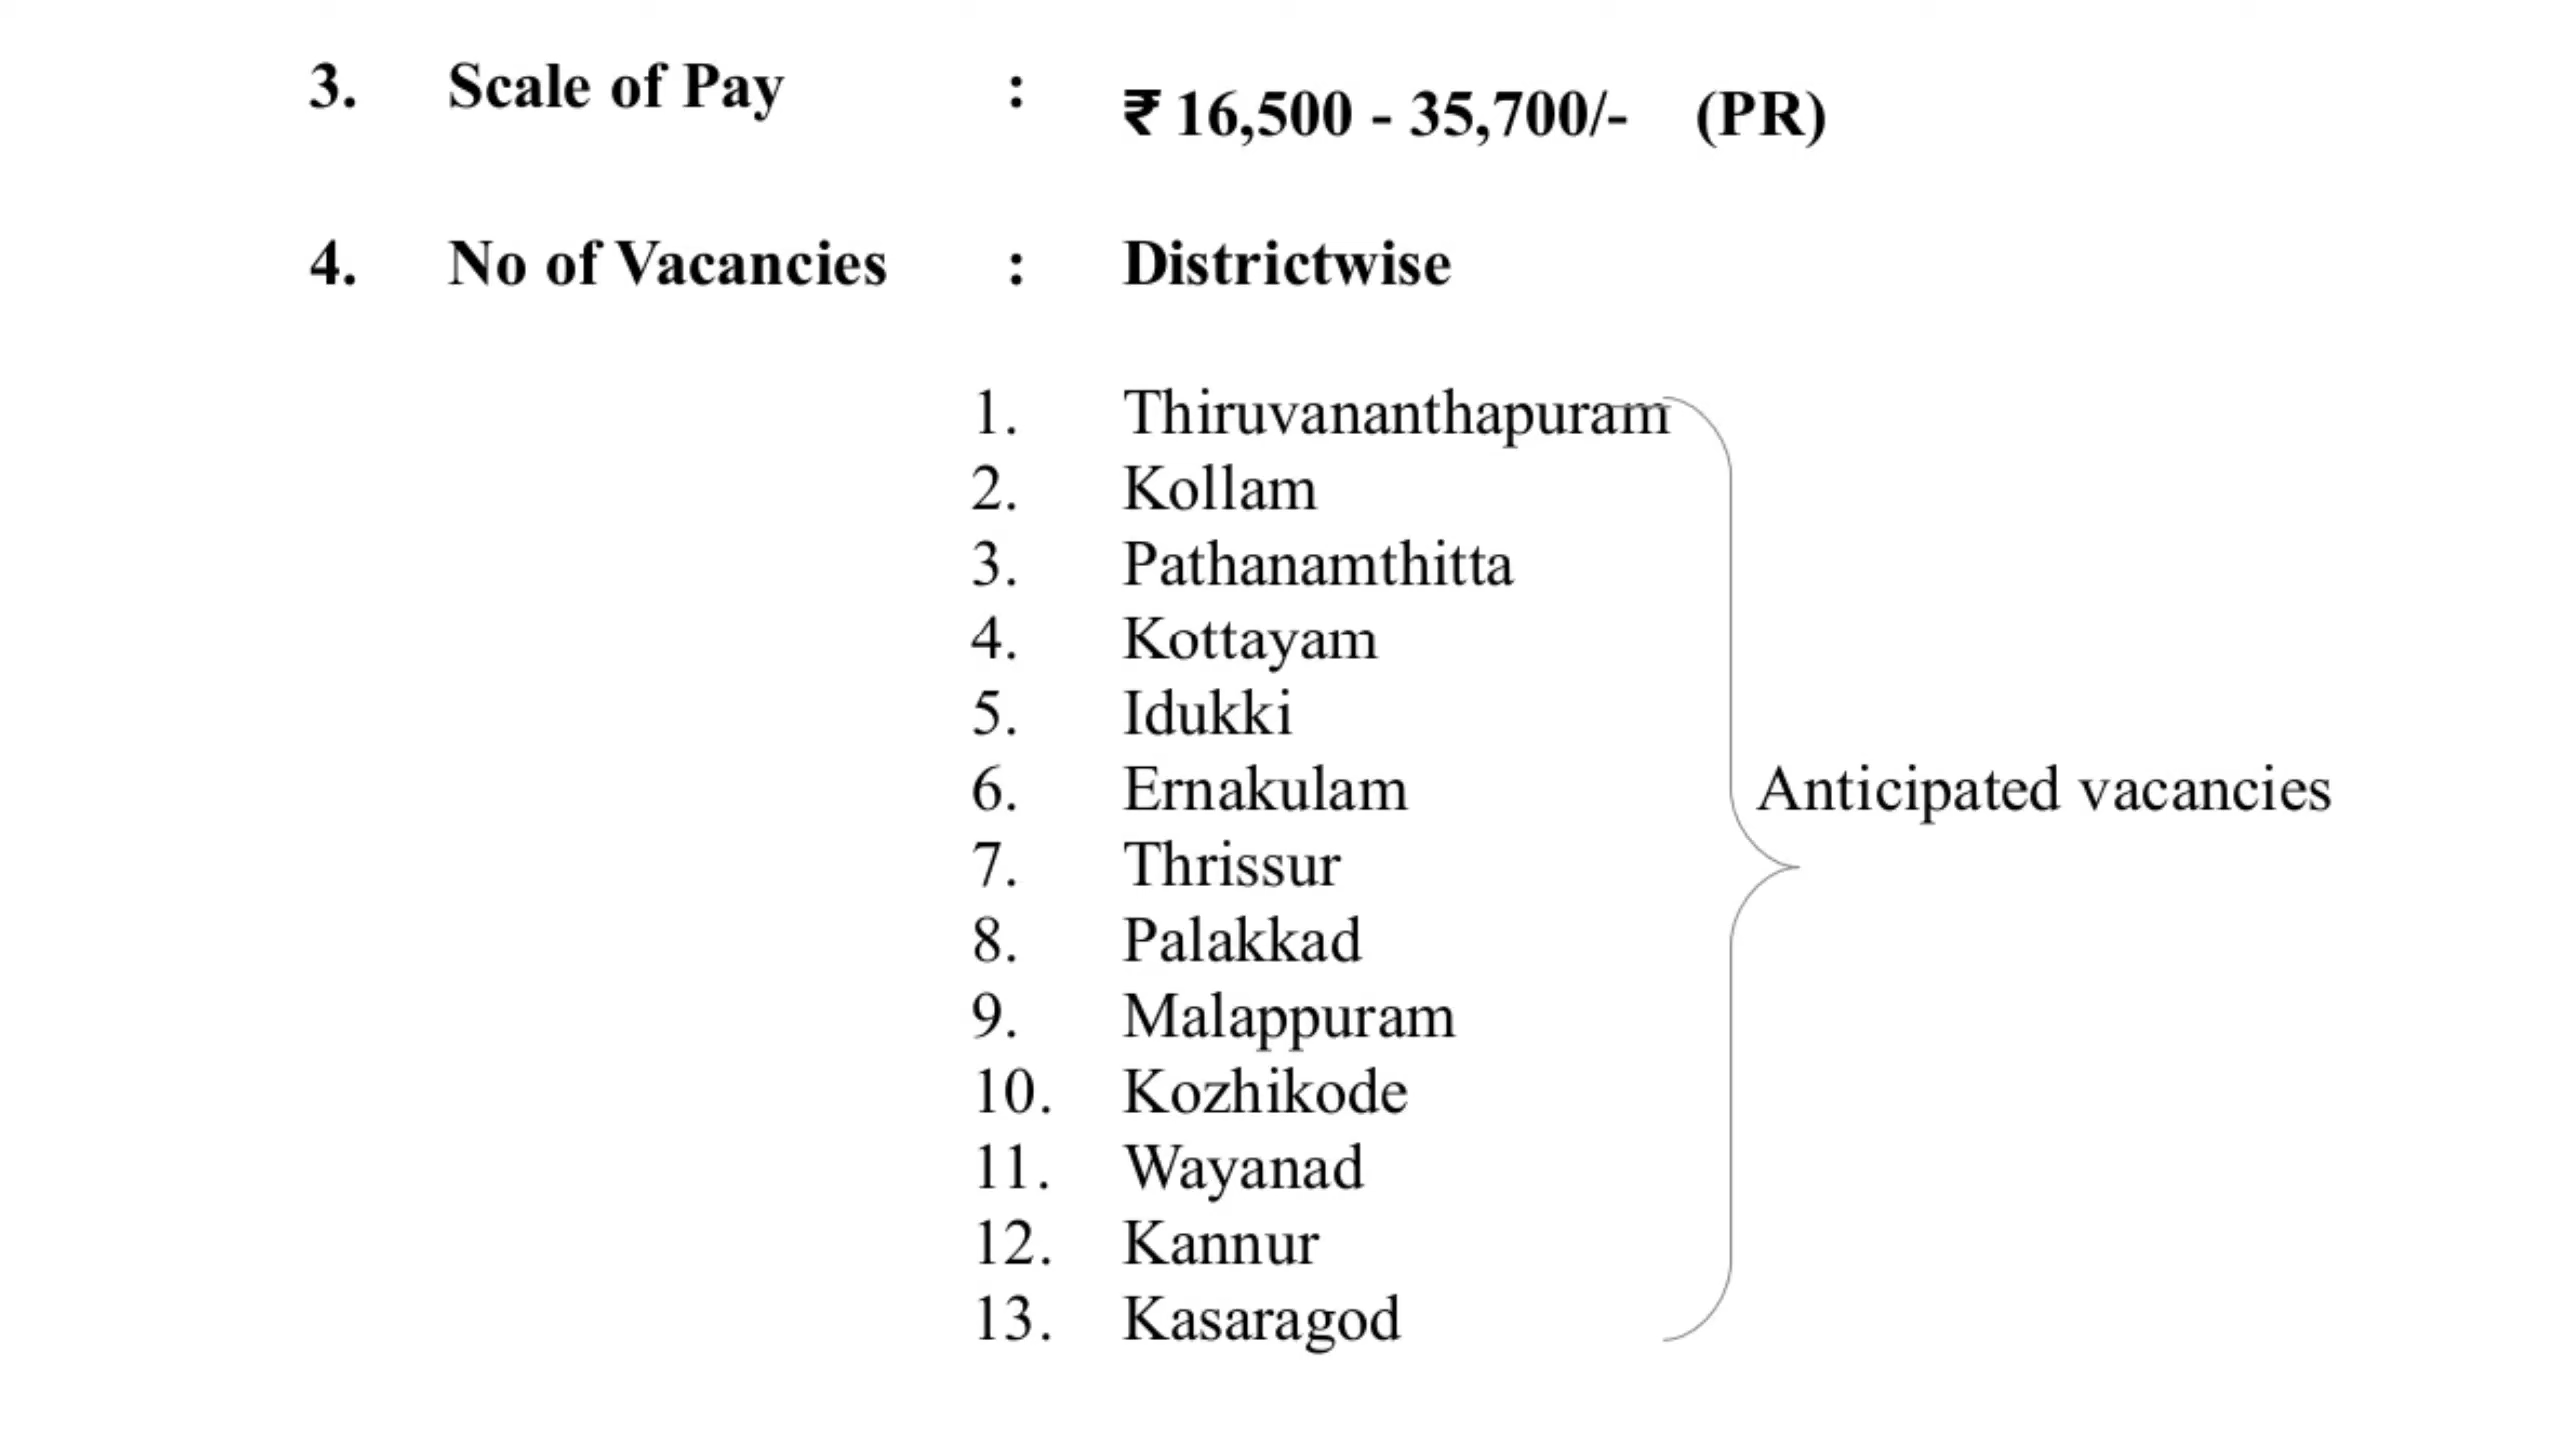 3. Scale of Pay : ₹ 16,500 - 35,700/- (PR)
4. No of Vacancies : Districtwise
1. Thiruvananthapuram
2. Kollam
3. Pathanamthitta
4. Kottayam
5. Idukki
6. Ernakulam Anticipated vacancies
7. Thrissur
8. Palakkad
9. Malappuram
10. Kozhikode
11. Wayanad
12. Kannur
13. Kasaragod